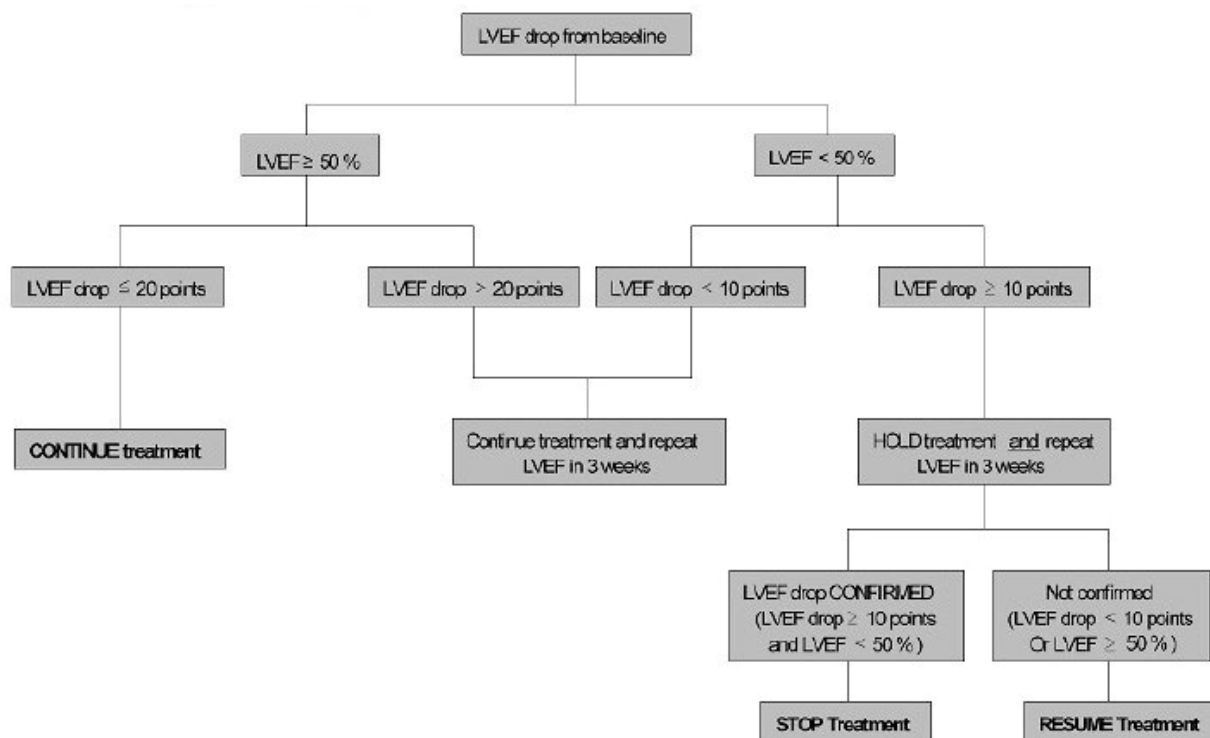 LVEF drop from baseline
LVEF ≥ 50 %
LVEF < 50 %
LVEF drop ≤ 20 points
LVEF drop > 20 points
LVEF drop < 10 points
LVEF drop ≥ 10 points
CONTINUE treatment
Continue treatment and repeat
LVEF in 3 weeks
HOLD treatment and repeat
LVEF in 3 weeks
LVEF drop CONFIRMED
(LVEF drop ≥ 10 points
and LVEF < 50 % )
Not confirmed
(LVEF drop < 10 points
Or LVEF ≥ 50 % )
STOP Treatment
RESUME Treatment